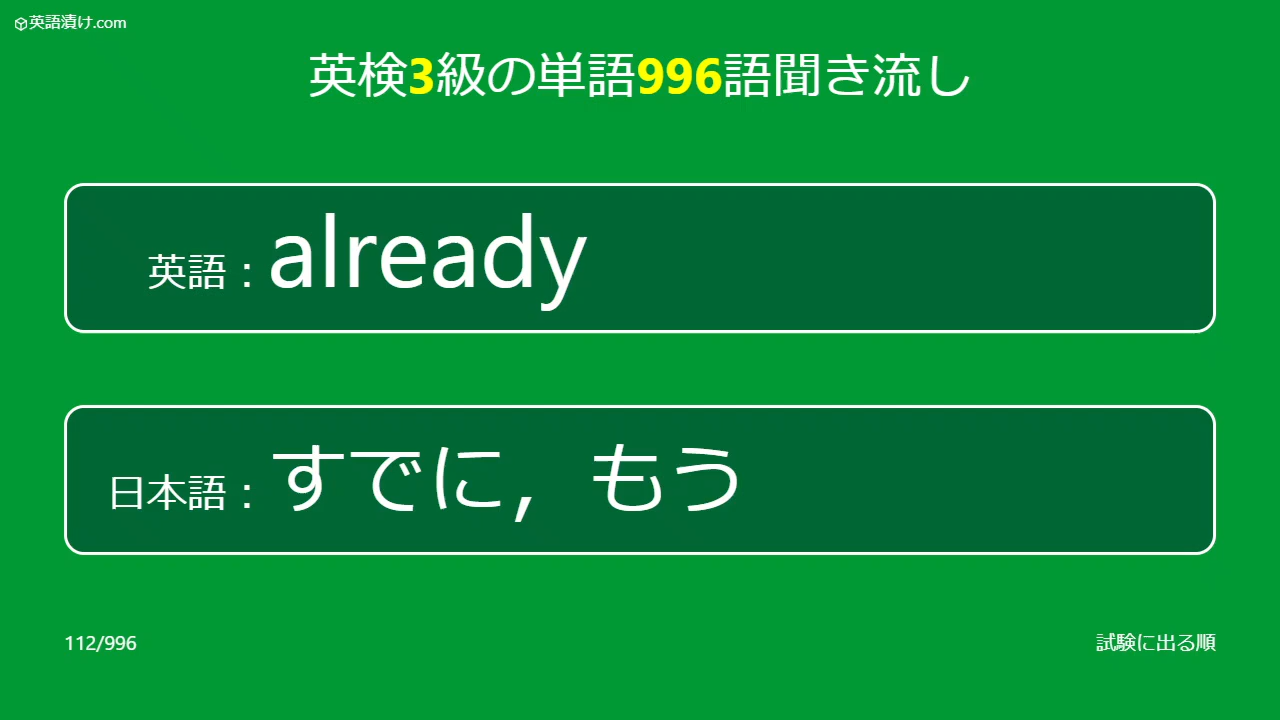 英語漬け.com
英検3級の単語996語聞き流し
英語：already
日本語：すでに，もう
112/996
試験に出る順